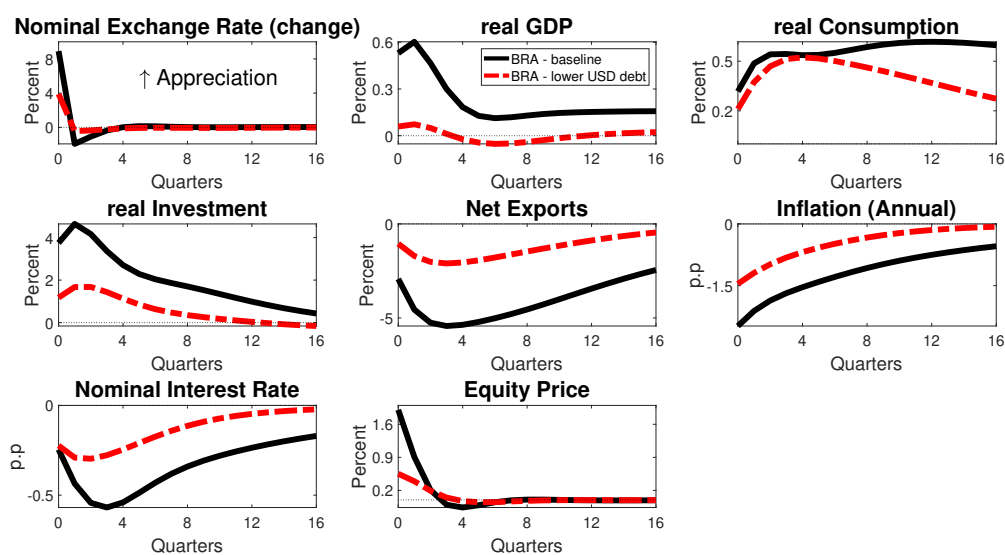 Nominal Exchange Rate (change)
Percent
8
4
0
↑ Appreciation
0 4 8 12 16
Quarters
real GDP
Percent
0.6
0.3
0
BRA - baseline
BRA - lower USD debt
0 4 8 12 16
Quarters
real Consumption
Percent
0.5
0.2
0 4 8 12 16
Quarters
real Investment
Percent
4
2
0
0 4 8 12 16
Quarters
Net Exports
Percent
0
-5
0 4 8 12 16
Quarters
Inflation (Annual)
p.p
0
-1.5
0 4 8 12 16
Quarters
Nominal Interest Rate
p.p
0
-0.5
0 4 8 12 16
Quarters
Equity Price
Percent
1.6
0.9
0.2
0 4 8 12 16
Quarters